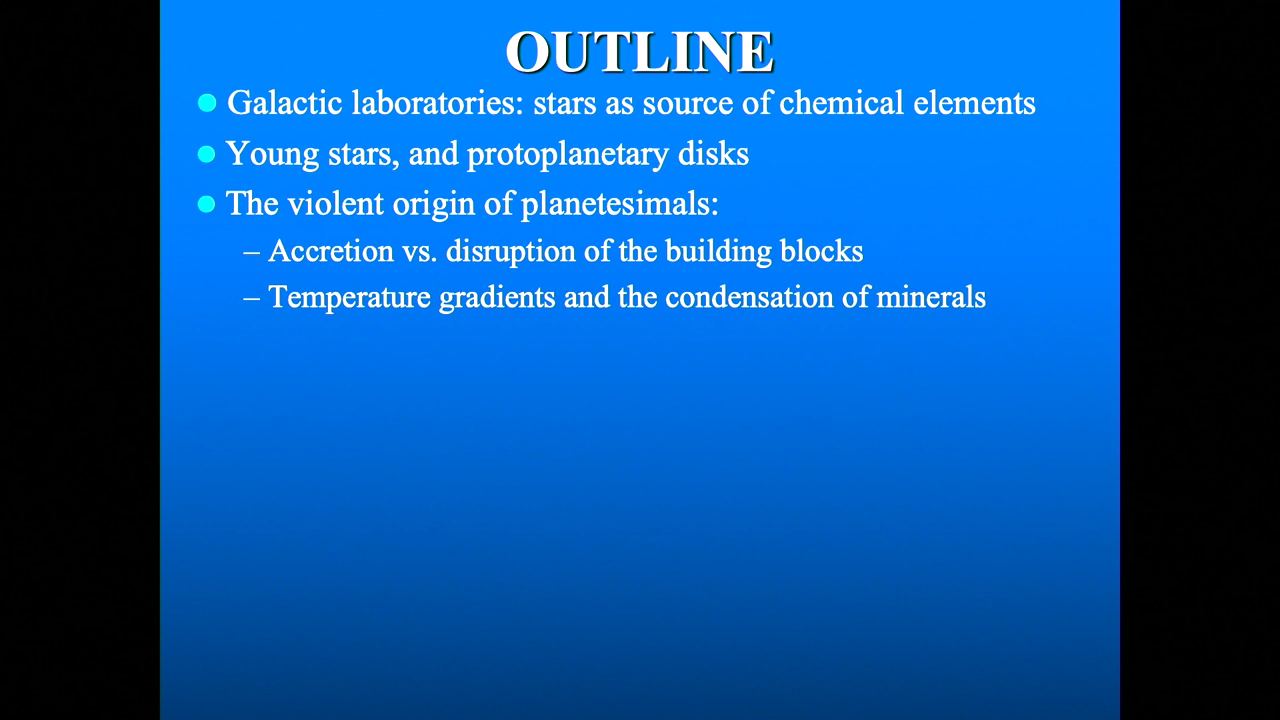 OUTLINE
Galactic laboratories: stars as source of chemical elements
Young stars, and protoplanetary disks
The violent origin of planetesimals:
– Accretion vs. disruption of the building blocks
– Temperature gradients and the condensation of minerals